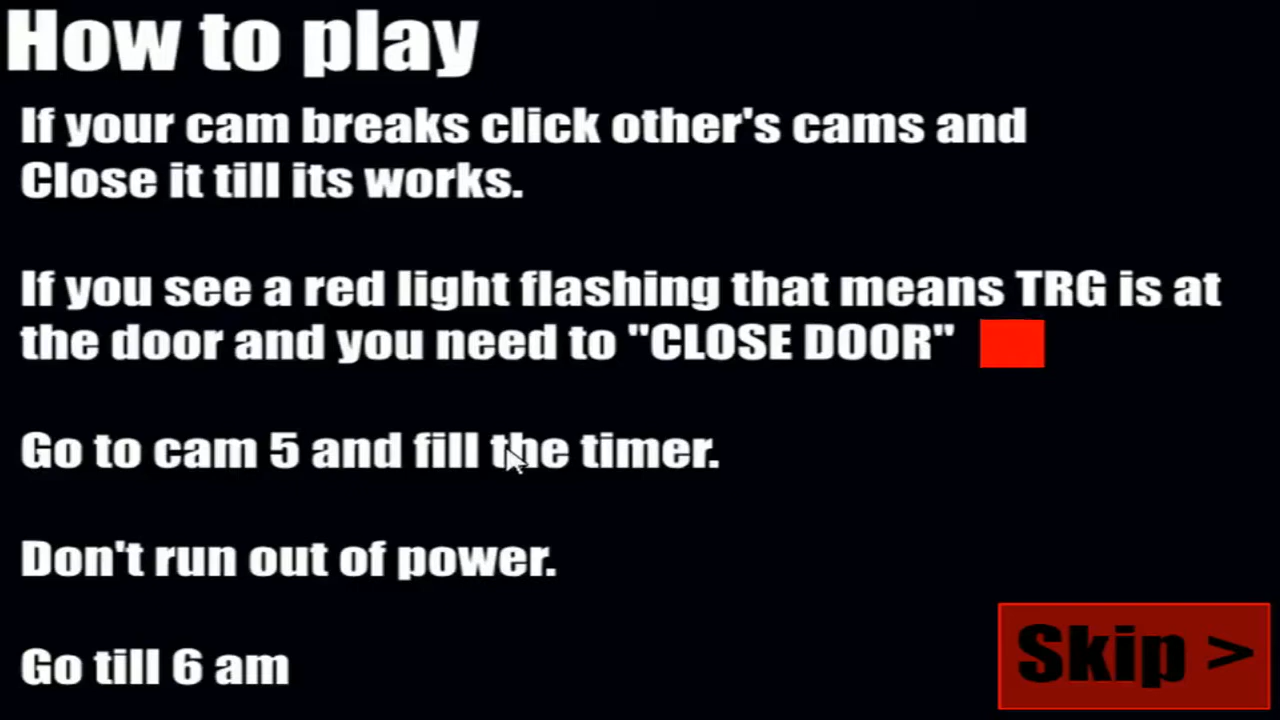 How to play
If your cam breaks click other's cams and
Close it till its works.
If you see a red light flashing that means TRG is at
the door and you need to "CLOSE DOOR"
Go to cam 5 and fill the timer.
Don't run out of power.
Go till 6 am
Skip >